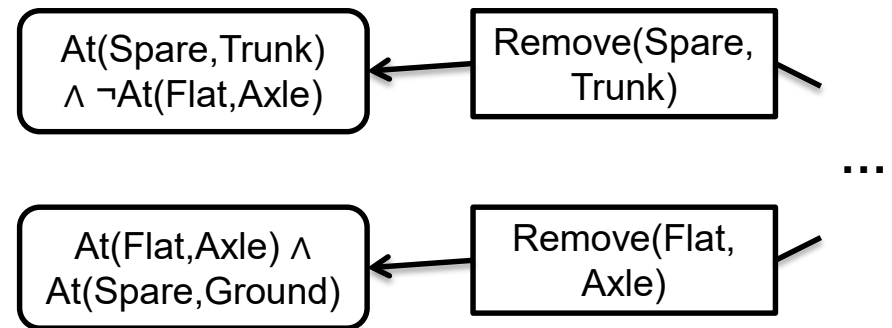 At(Spare,Trunk)
∧ ¬At(Flat,Axle)
Remove(Spare,
Trunk)
...
At(Flat,Axle) ∧
At(Spare,Ground)
Remove(Flat,
Axle)